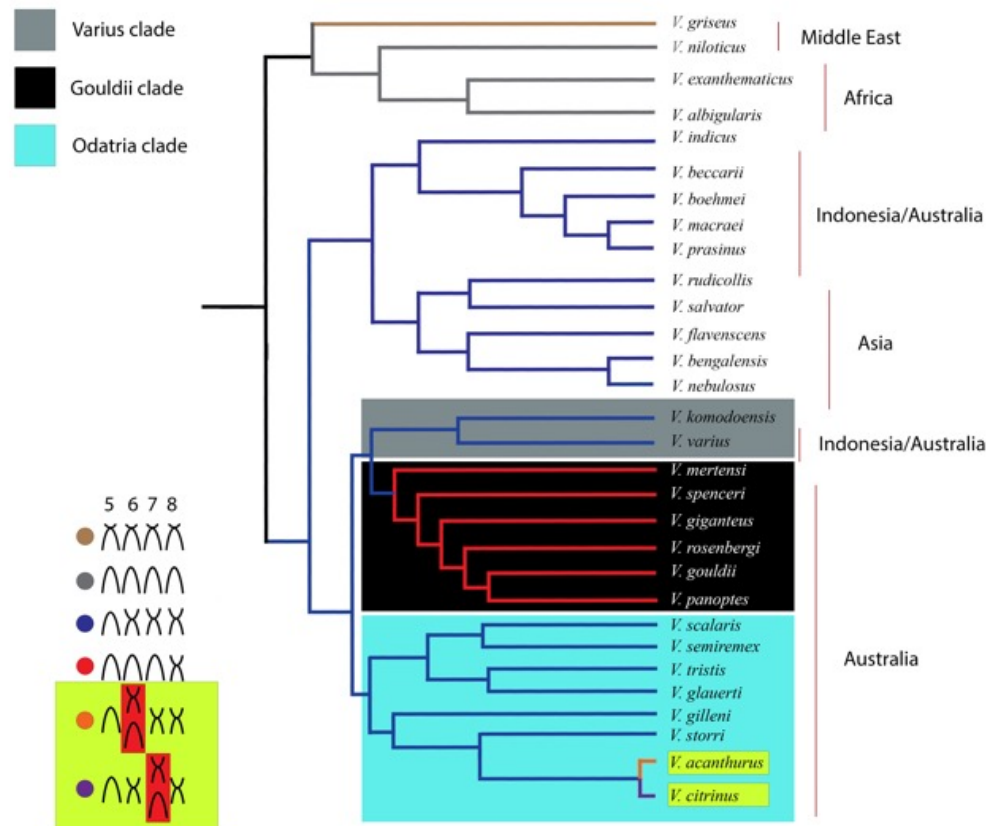 Varius clade
Gouldii clade
Odatria clade
V. griseus
V. niloticus
Middle East
V. exanthematicus
V. albigularis
Africa
V. indicus
V. beccarii
V. boehmei
V. macraei
V. prasinus
Indonesia/Australia
V. rudicollis
V. salvator
V. flavenscens
V. bengalensis
V. nebulosus
Asia
V. komodoensis
V. varius
Indonesia/Australia
V. mertensi
V. spenceri
V. giganteus
V. rosenbergi
V. gouldii
V. panoptes
V. scalaris
V. semiremex
V. tristis
V. glauerti
V. gilleni
V. storri
V. acanthurus
V. citrinus
Australia
5 6 7 8